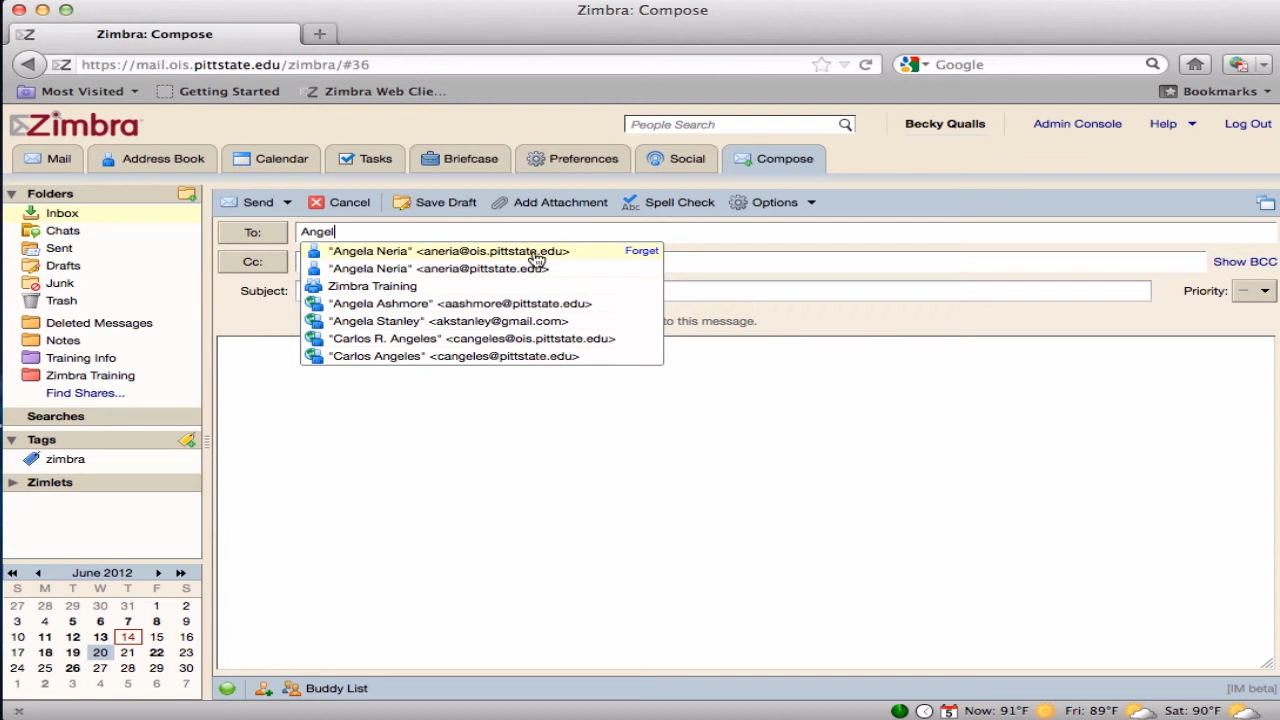 Zimbra: Compose
Zimbra: Compose
https://mail.ois.pittstate.edu/zimbra/#36
Google
Most Visited
Getting Started
Zimbra Web Clie...
Bookmarks
Zimbra
People Search
Becky Qualls
Admin Console
Help
Log Out
Mail
Address Book
Calendar
Tasks
Briefcase
Preferences
Social
Compose
Folders
Inbox
Chats
Sent
Drafts
Junk
Trash
Deleted Messages
Notes
Training Info
Zimbra Training
Find Shares...
Searches
Tags
zimbra
Zimlets
Send
Cancel
Save Draft
Add Attachment
Abc Spell Check
Options
To:
Angel
Cc:
Show BCC
Subject:
Priority:
"Angela Neria" <aneria@ois.pittstate.edu>
Forget
"Angela Neria" <aneria@pittstate.edu>
Zimbra Training
"Angela Ashmore" <aashmore@pittstate.edu>
"Angela Stanley" <akstanley@gmail.com>
"Carlos R. Angeles" <cangeles@ois.pittstate.edu>
"Carlos Angeles" <cangeles@pittstate.edu>
to this message.
June 2012
S M T W T F S
27 28 29 30 31 1 2
3 4 5 6 7 8 9
10 11 12 13 14 15 16
17 18 19 20 21 22 23
24 25 26 27 28 29 30
1 2 3 4 5 6 7
Buddy List
[IM beta]
5 Now: 91°F Fri: 89°F Sat: 90°F